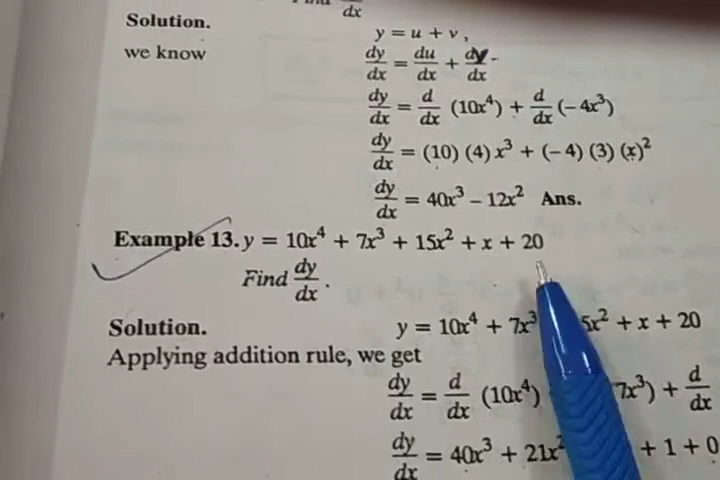 dx
Solution.
y = u + v,
we know dy/dx = du/dx + dv/dx
dy/dx = d/dx (10x⁴) + d/dx (– 4x³)
dy/dx = (10) (4) x³ + (– 4) (3) (x)²
dy/dx = 40x³ – 12x² Ans.
Example 13. y = 10x⁴ + 7x³ + 15x² + x + 20
Find dy/dx .
Solution. y = 10x⁴ + 7x³ 5x² + x + 20
Applying addition rule, we get
dy/dx = d/dx (10x⁴) 7x³) + d/dx
dy/dx = 40x³ + 21x² + 1 + 0